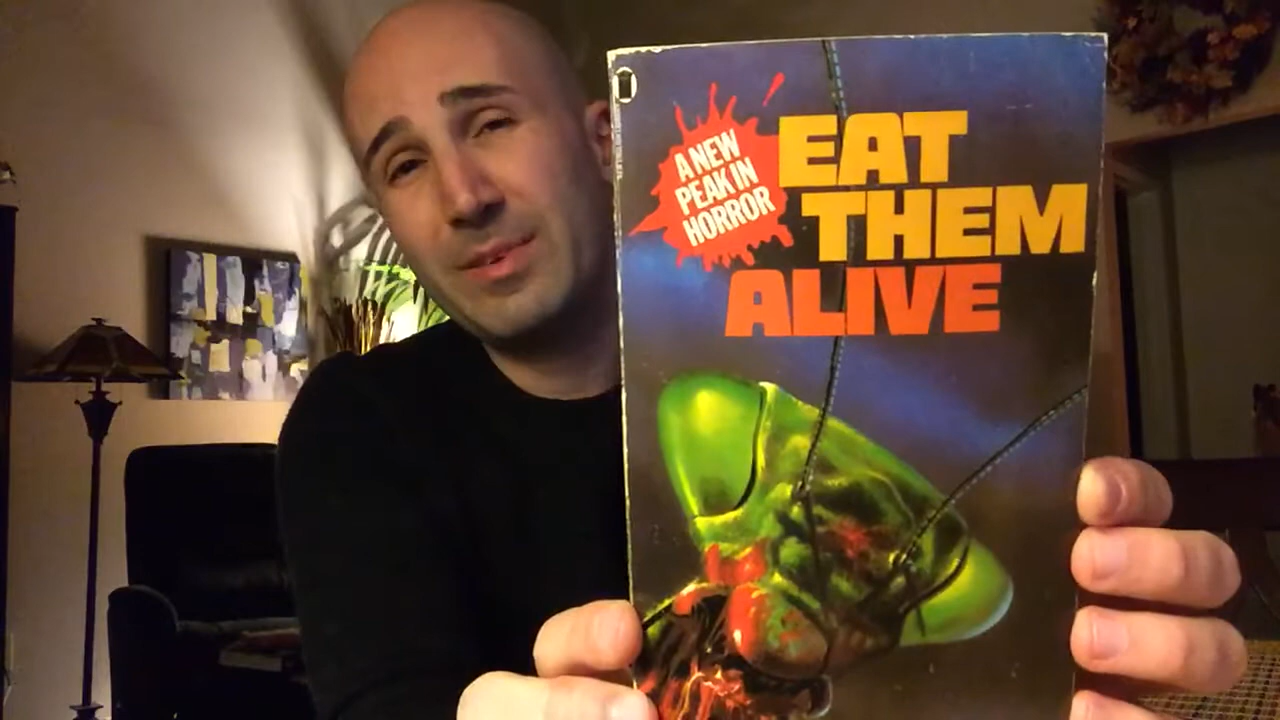 A NEW
PEAK IN
HORROR
EAT
THEM
ALIVE